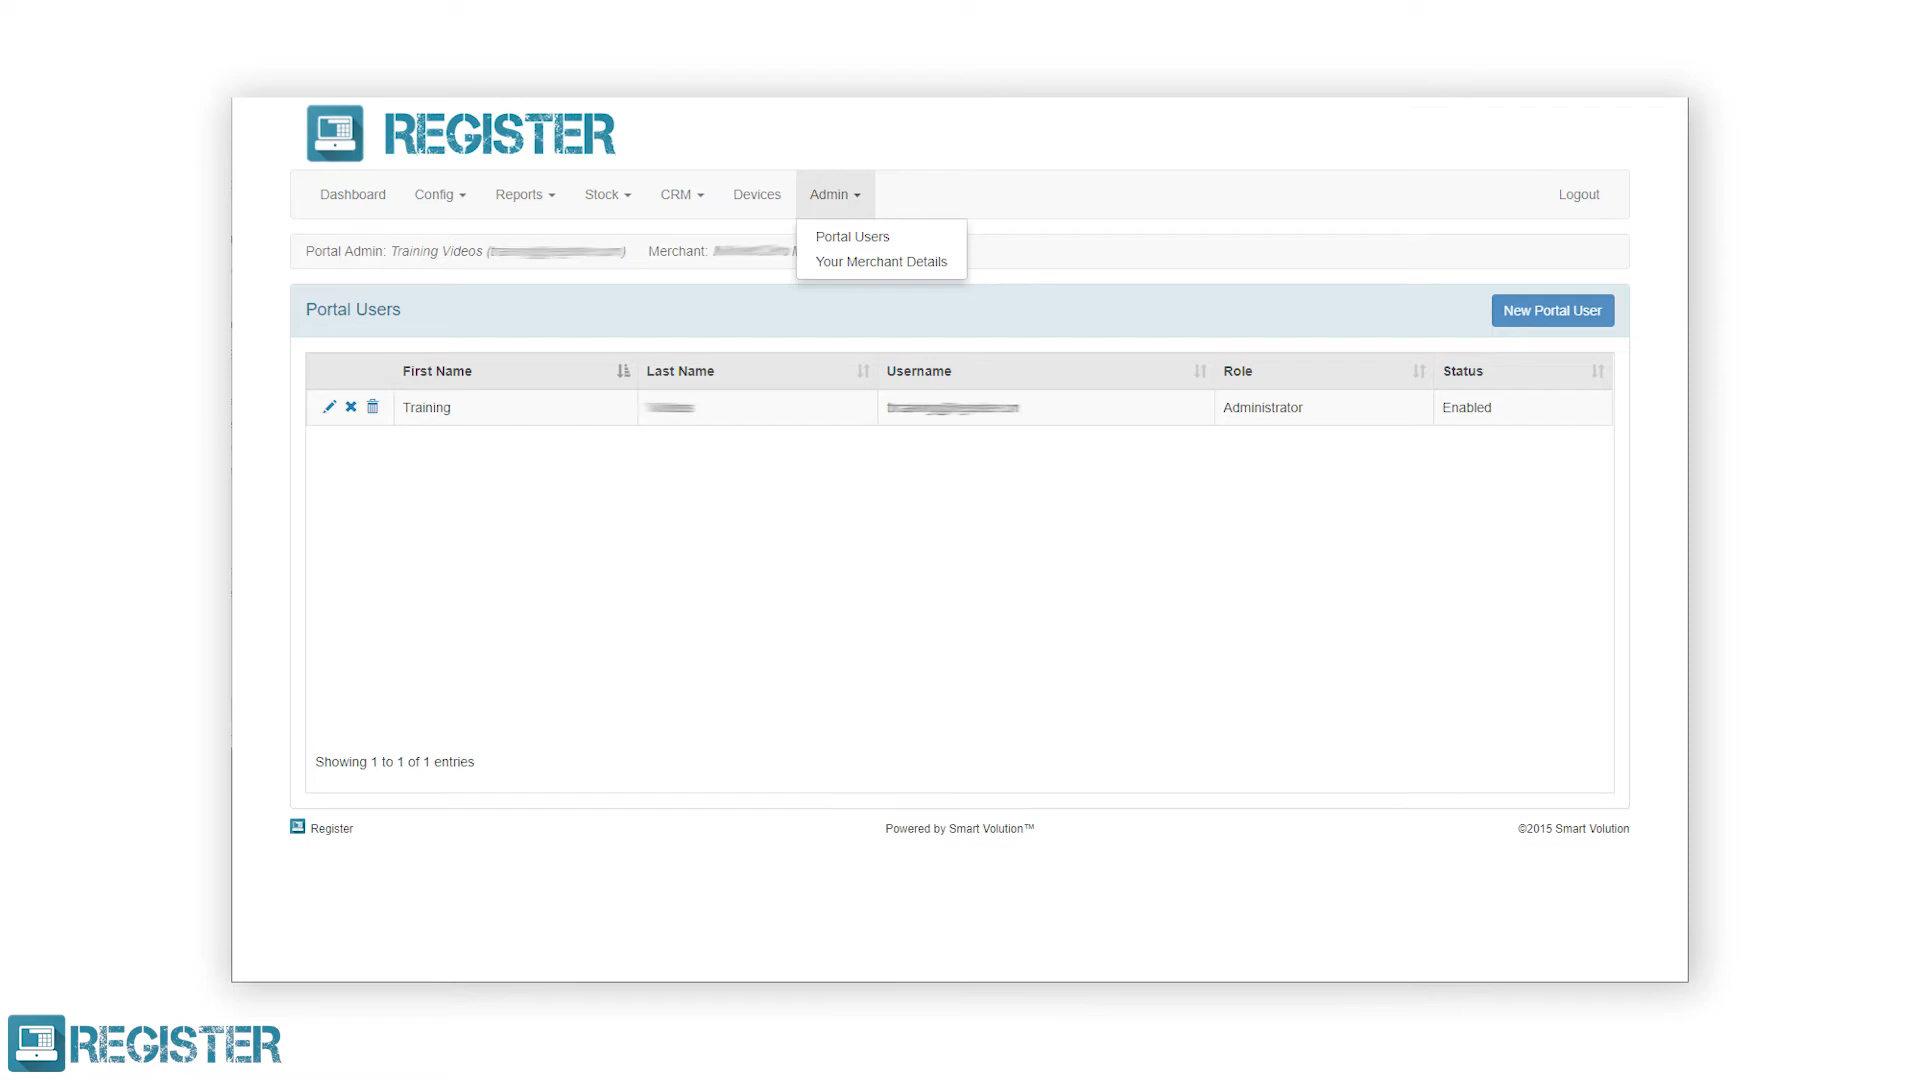 REGISTER
Dashboard Config Reports Stock CRM Devices Admin Logout
Portal Users
Your Merchant Details
Portal Admin: Training Videos ( ) Merchant:
Portal Users New Portal User
First Name Last Name Username Role Status
Training Administrator Enabled
Showing 1 to 1 of 1 entries
Register Powered by Smart Volution™ ©2015 Smart Volution
REGISTER